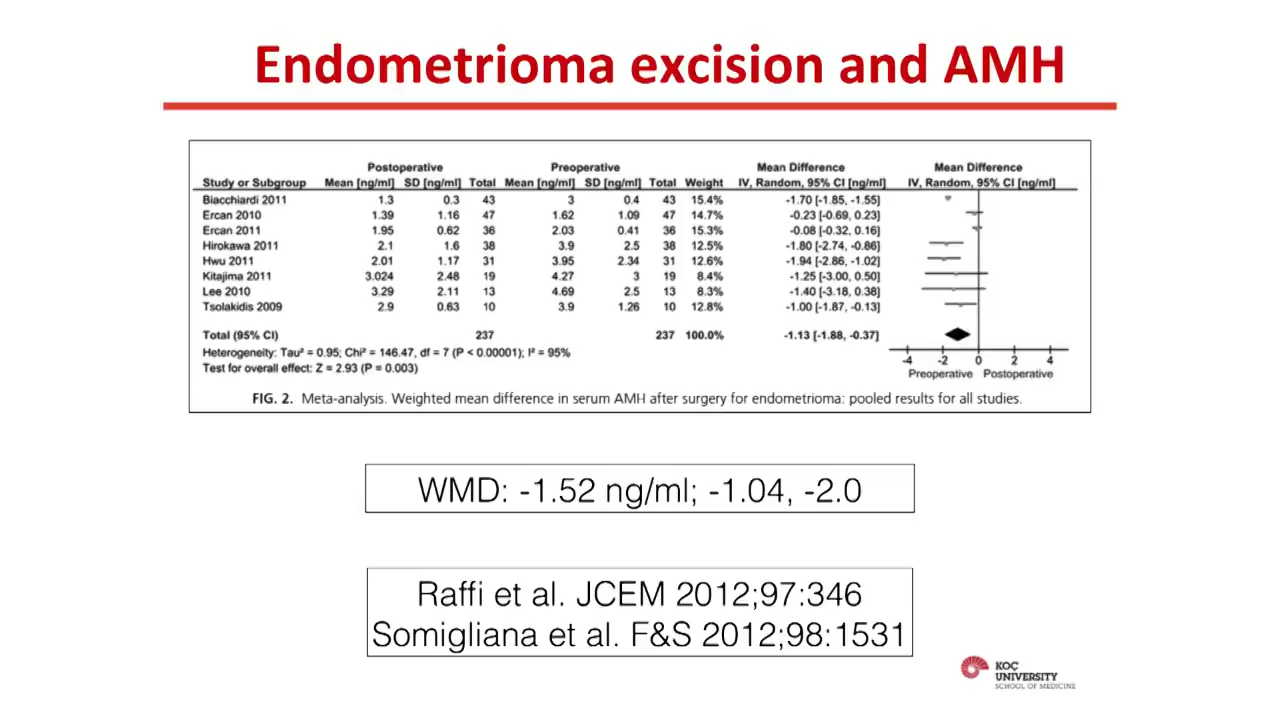 Endometrioma excision and AMH
Postoperative Preoperative Mean Difference Mean Difference
Study or Subgroup Mean [ng/ml] SD [ng/ml] Total Mean [ng/ml] SD [ng/ml] Total Weight IV, Random, 95% CI [ng/ml] IV, Random, 95% CI [ng/ml]
Biacchiardi 2011 1.3 0.3 43 3 0.4 43 15.4% -1.70 [-1.85, -1.55]
Ercan 2010 1.39 1.16 47 1.62 1.09 47 14.7% -0.23 [-0.69, 0.23]
Ercan 2011 1.95 0.62 36 2.03 0.41 36 15.3% -0.08 [-0.32, 0.16]
Hirokawa 2011 2.1 1.6 38 3.9 2.5 38 12.5% -1.80 [-2.74, -0.86]
Hwu 2011 2.01 1.17 31 3.95 2.34 31 12.6% -1.94 [-2.86, -1.02]
Kitajima 2011 3.024 2.48 19 4.27 3 19 8.4% -1.25 [-3.00, 0.50]
Lee 2010 3.29 2.11 13 4.69 2.5 13 8.3% -1.40 [-3.18, 0.38]
Tsolakidis 2009 2.9 0.63 10 3.9 1.26 10 12.8% -1.00 [-1.87, -0.13]
Total (95% CI) 237 237 100.0% -1.13 [-1.88, -0.37]
Heterogeneity: Tau² = 0.95; Chi² = 146.47, df = 7 (P < 0.00001); I² = 95%
Test for overall effect: Z = 2.93 (P = 0.003)
-4 -2 0 2 4
Preoperative Postoperative
FIG. 2. Meta-analysis. Weighted mean difference in serum AMH after surgery for endometrioma: pooled results for all studies.
WMD: -1.52 ng/ml; -1.04, -2.0
Raffi et al. JCEM 2012;97:346
Somigliana et al. F&S 2012;98:1531
KOÇ
UNIVERSITY
SCHOOL OF MEDICINE